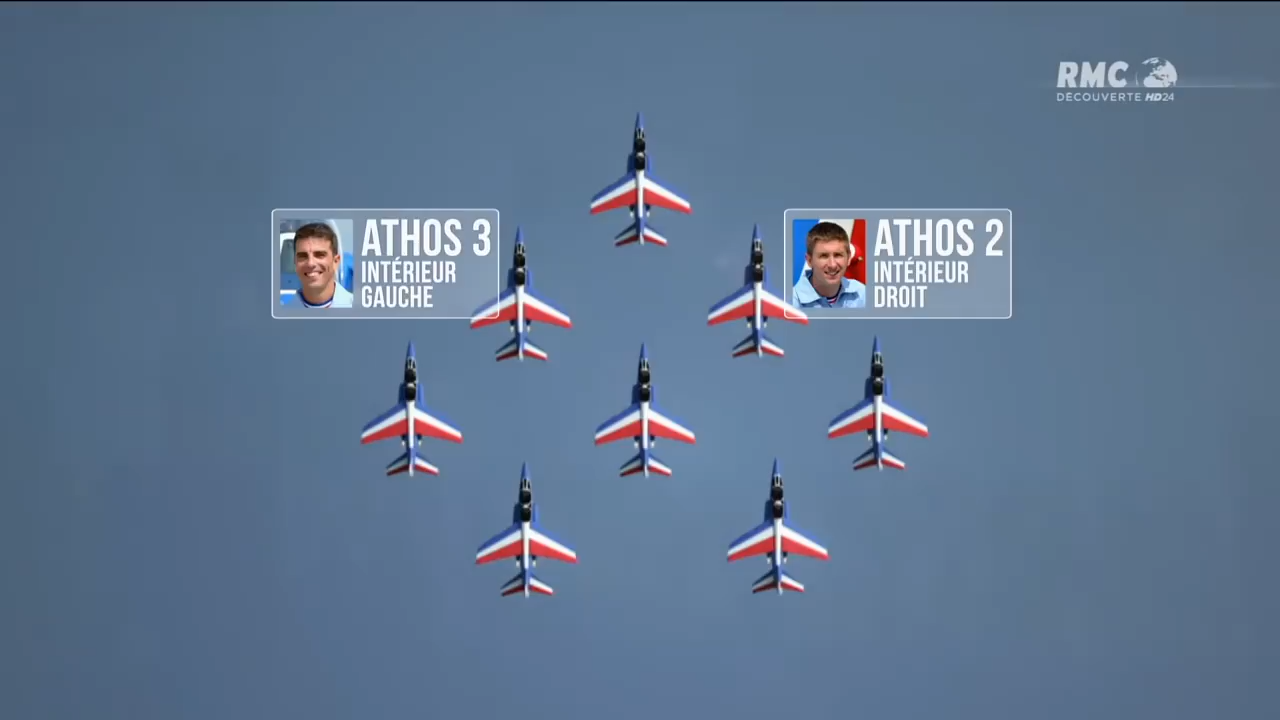 RMC
DÉCOUVERTE HD24
ATHOS 3
INTÉRIEUR
GAUCHE
ATHOS 2
INTÉRIEUR
DROIT